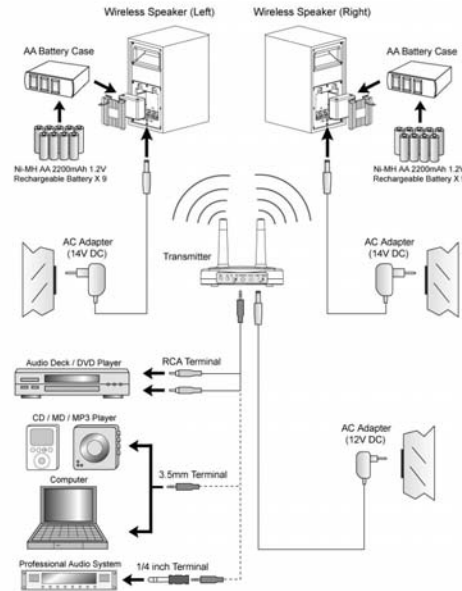 Wireless Speaker (Left)
Wireless Speaker (Right)
AA Battery Case
AA Battery Case
Ni-MH AA 2200mAh 1.2V
Rechargeable Battery X 9
Ni-MH AA 2200mAh 1.2V
Rechargeable Battery X 9
AC Adapter
(14V DC)
Transmitter
AC Adapter
(14V DC)
Audio Deck / DVD Player
RCA Terminal
CD / MD / MP3 Player
AC Adapter
(12V DC)
3.5mm Terminal
Computer
Professional Audio System
1/4 inch Terminal